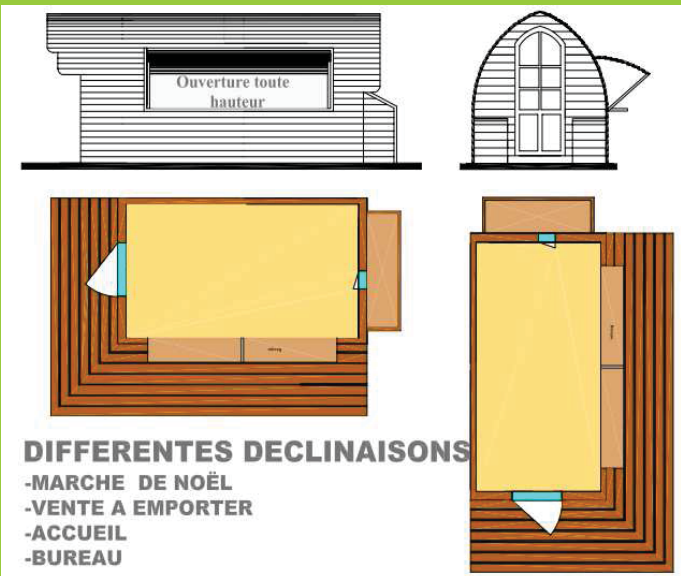 Ouverture toute
hauteur
DIFFERENTES DECLINAISONS
-MARCHE DE NOËL
-VENTE A EMPORTER
-ACCUEIL
-BUREAU